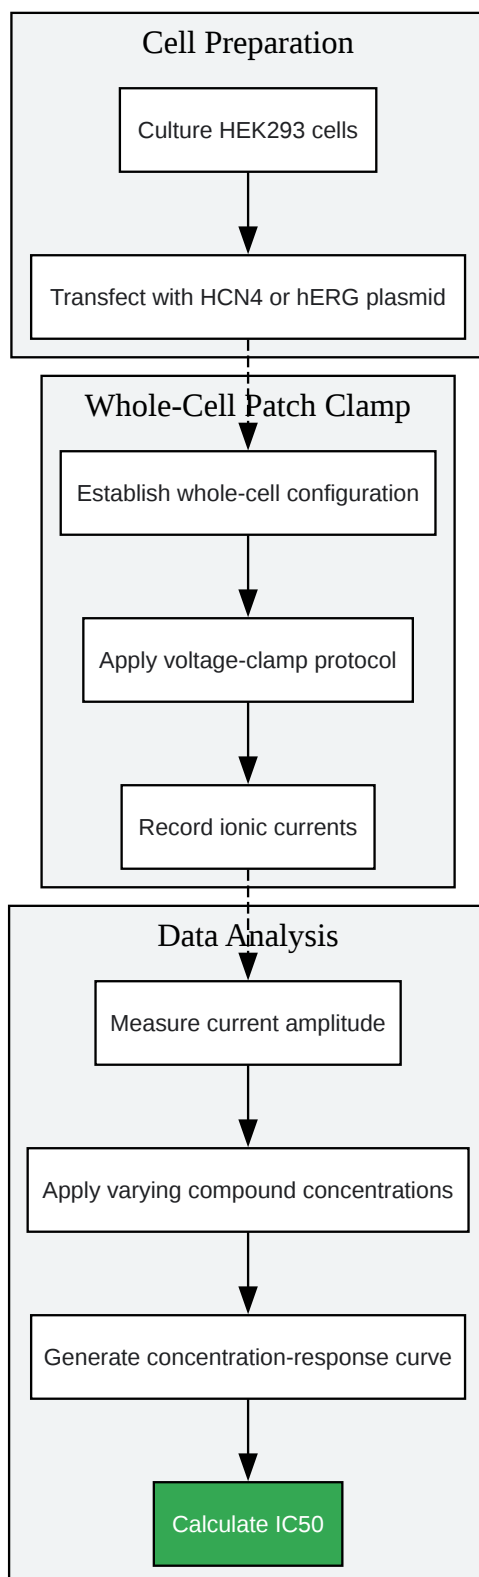 Cell Preparation
Culture HEK293 cells
Transfect with HCN4 or hERG plasmid
Whole-Cell Patch Clamp
Establish whole-cell configuration
Apply voltage-clamp protocol
Record ionic currents
Data Analysis
Measure current amplitude
Apply varying compound concentrations
Generate concentration-response curve
Calculate IC50